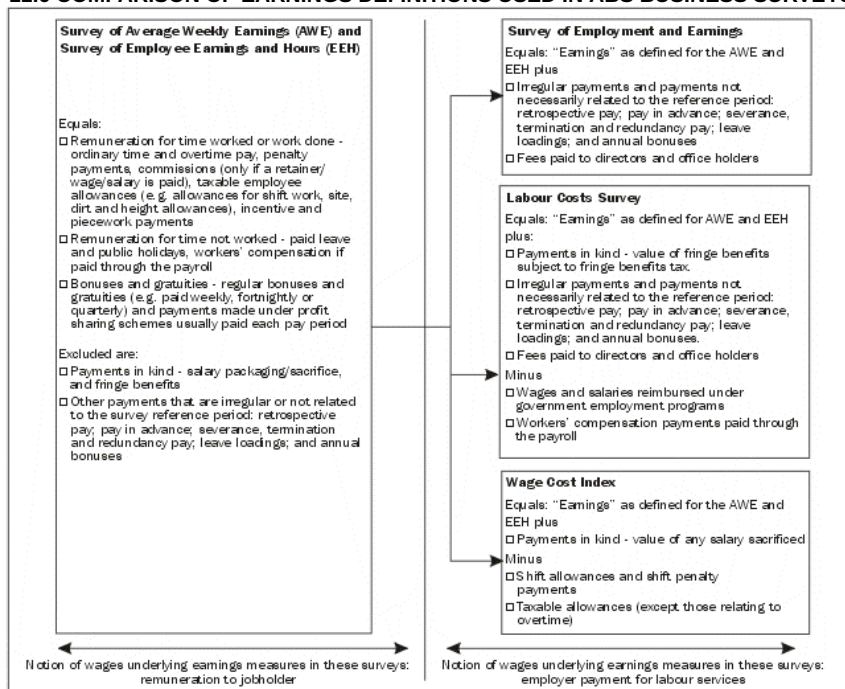 Survey of Average Weekly Earnings (AWE) and
Survey of Employee Earnings and Hours (EEH)
Equals:
Remuneration for time worked or work done -
ordinary time and overtime pay, penalty
payments, commissions (only if a retainer/
wage/salary is paid), taxable employee
allowances (e.g. allowances for shift work, site,
dirt and height allowances), incentive and
piecework payments
Remuneration for time not worked - paid leave
and public holidays, workers' compensation if
paid through the payroll
Bonuses and gratuities - regular bonuses and
gratuities (e.g. paid weekly, fortnightly or
quarterly) and payments made under profit
sharing schemes usually paid each pay period
Excluded are:
Payments in kind - salary packaging/sacrifice,
and fringe benefits
Other payments that are irregular or not related
to the survey reference period: retrospective
pay; pay in advance; severance, termination
and redundancy pay; leave loadings; and annual
bonuses
Notion of wages underlying earnings measures in these surveys:
remuneration to jobholder
Survey of Employment and Earnings
Equals: "Earnings" as defined for the AWE and
EEH plus
Irregular payments and payments not
necessarily related to the reference period:
retrospective pay; pay in advance; severance,
termination and redundancy pay; leave
loadings; and annual bonuses
Fees paid to directors and office holders
Labour Costs Survey
Equals: "Earnings" as defined for AWE and EEH
plus:
Payments in kind - value of fringe benefits
subject to fringe benefits tax.
Irregular payments and payments not
necessarily related to the reference period:
retrospective pay; pay in advance; severance,
termination and redundancy pay; leave
loadings; and annual bonuses.
Fees paid to directors and office holders
Minus
Wages and salaries reimbursed under
government employment programs
Workers' compensation payments paid through
the payroll
Wage Cost Index
Equals: "Earnings" as defined for the AWE and
EEH plus
Payments in kind - value of any salary sacrificed
Minus
Shift allowances and shift penalty
payments
Taxable allowances (except those relating to
overtime)
Notion of wages underlying earnings measures in these surveys:
employer payment for labour services